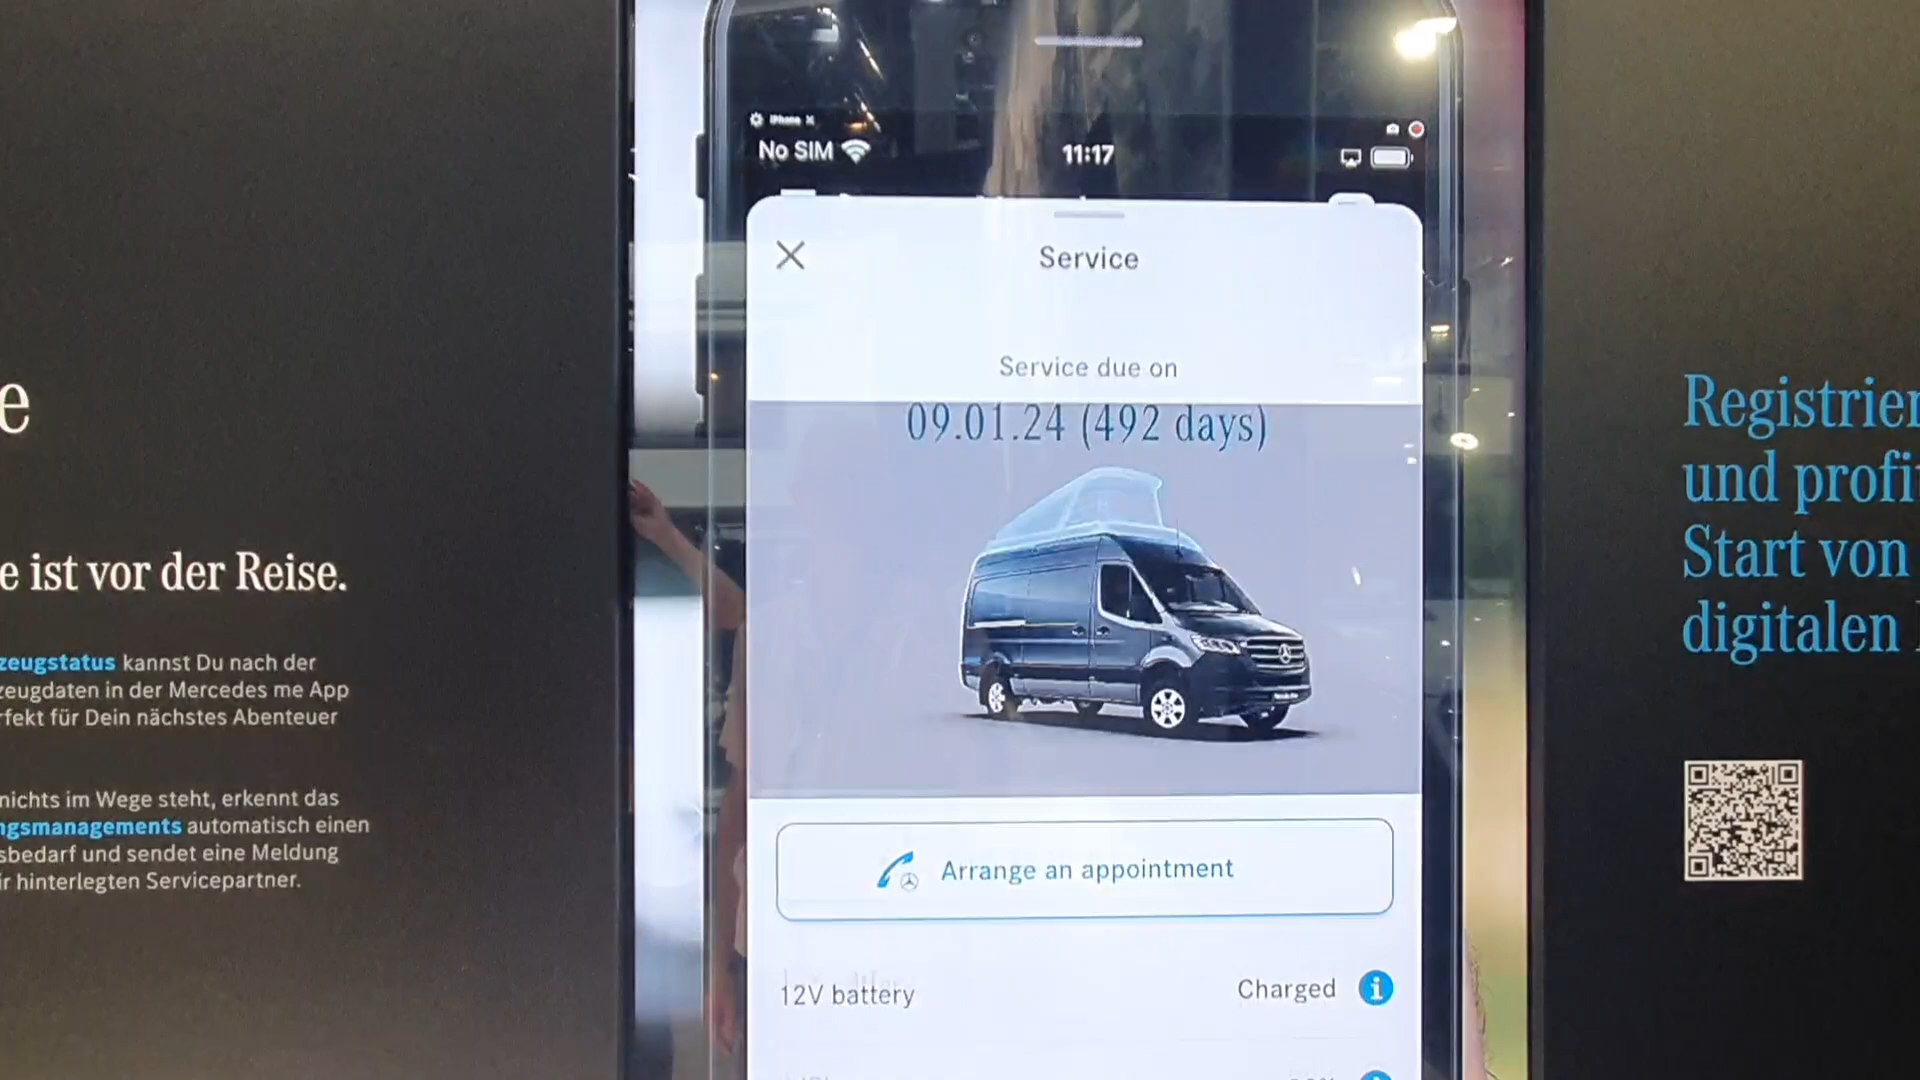 e
e ist vor der Reise.
zeugstatus kannst Du nach der
zeugdaten in der Mercedes me App
rfekt für Dein nächstes Abenteuer
nichts im Wege steht, erkennt das
ngsmanagements automatisch einen
sbedarf und sendet eine Meldung
ir hinterlegten Servicepartner.
iPhone
No SIM
11:17
Service
Service due on
09.01.24 (492 days)
Arrange an appointment
12V battery
Charged
Registrier
und profi
Start von
digitalen